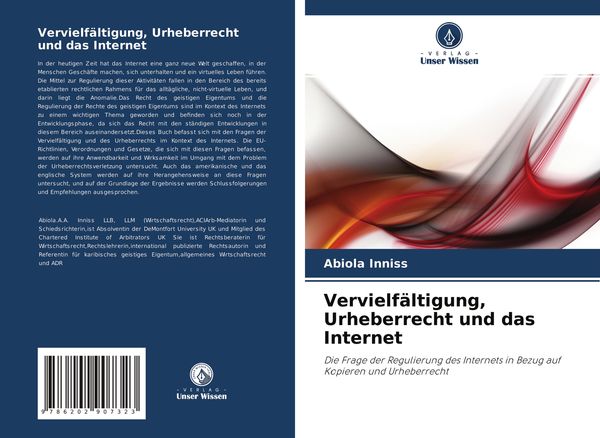 Vervielfältigung, Urheberrecht
und das Internet
In der heutigen Zeit hat das Internet eine ganz neue Welt geschaffen, in der
Menschen Geschäfte machen, sich unterhalten und ein virtuelles Leben führen.
Die Mittel zur Regulierung dieser Aktivitäten fallen in den Bereich des bereits
etablierten rechtlichen Rahmens für das alltägliche, nicht-virtuelle Leben, und
darin liegt die Anomalie.Das Recht des geistigen Eigentums und die
Regulierung der Rechte des geistigen Eigentums sind im Kontext des Internets
zu einem wichtigen Thema geworden und befinden sich noch in der
Entwicklungsphase, da sich das Recht mit den ständigen Entwicklungen in
diesem Bereich auseinandersetzt.Dieses Buch befasst sich mit den Fragen der
Vervielfältigung und des Urheberrechts im Kontext des Internets. Die EU-
Richtlinien, Verordnungen und Gesetze, die sich mit diesen Fragen befassen,
werden auf ihre Anwendbarkeit und Wirksamkeit im Umgang mit dem Problem
der Urheberrechtsverletzung untersucht. Auch das amerikanische und das
englische System werden auf ihre Herangehensweise an diese Fragen
untersucht, und auf der Grundlage der Ergebnisse werden Schlussfolgerungen
und Empfehlungen ausgesprochen.
Abiola.A.A. Inniss LLB, LLM (Wirtschaftsrecht),ACIArb-Mediatorin und
Schiedsrichterin,ist Absolventin der DeMontfort University UK und Mitglied des
Chartered Institute of Arbitrators UK Sie ist Rechtsberaterin für
Wirtschaftsrecht,Rechtslehrerin,international publizierte Rechtsautorin und
Referentin für karibisches geistiges Eigentum,allgemeines Wirtschaftsrecht
und ADR
9 786202 907323
VERLAG
Unser Wissen
VERLAG
Unser Wissen
Abiola Inniss
Vervielfältigung,
Urheberrecht und das
Internet
Die Frage der Regulierung des Internets in Bezug auf
Kopieren und Urheberrecht